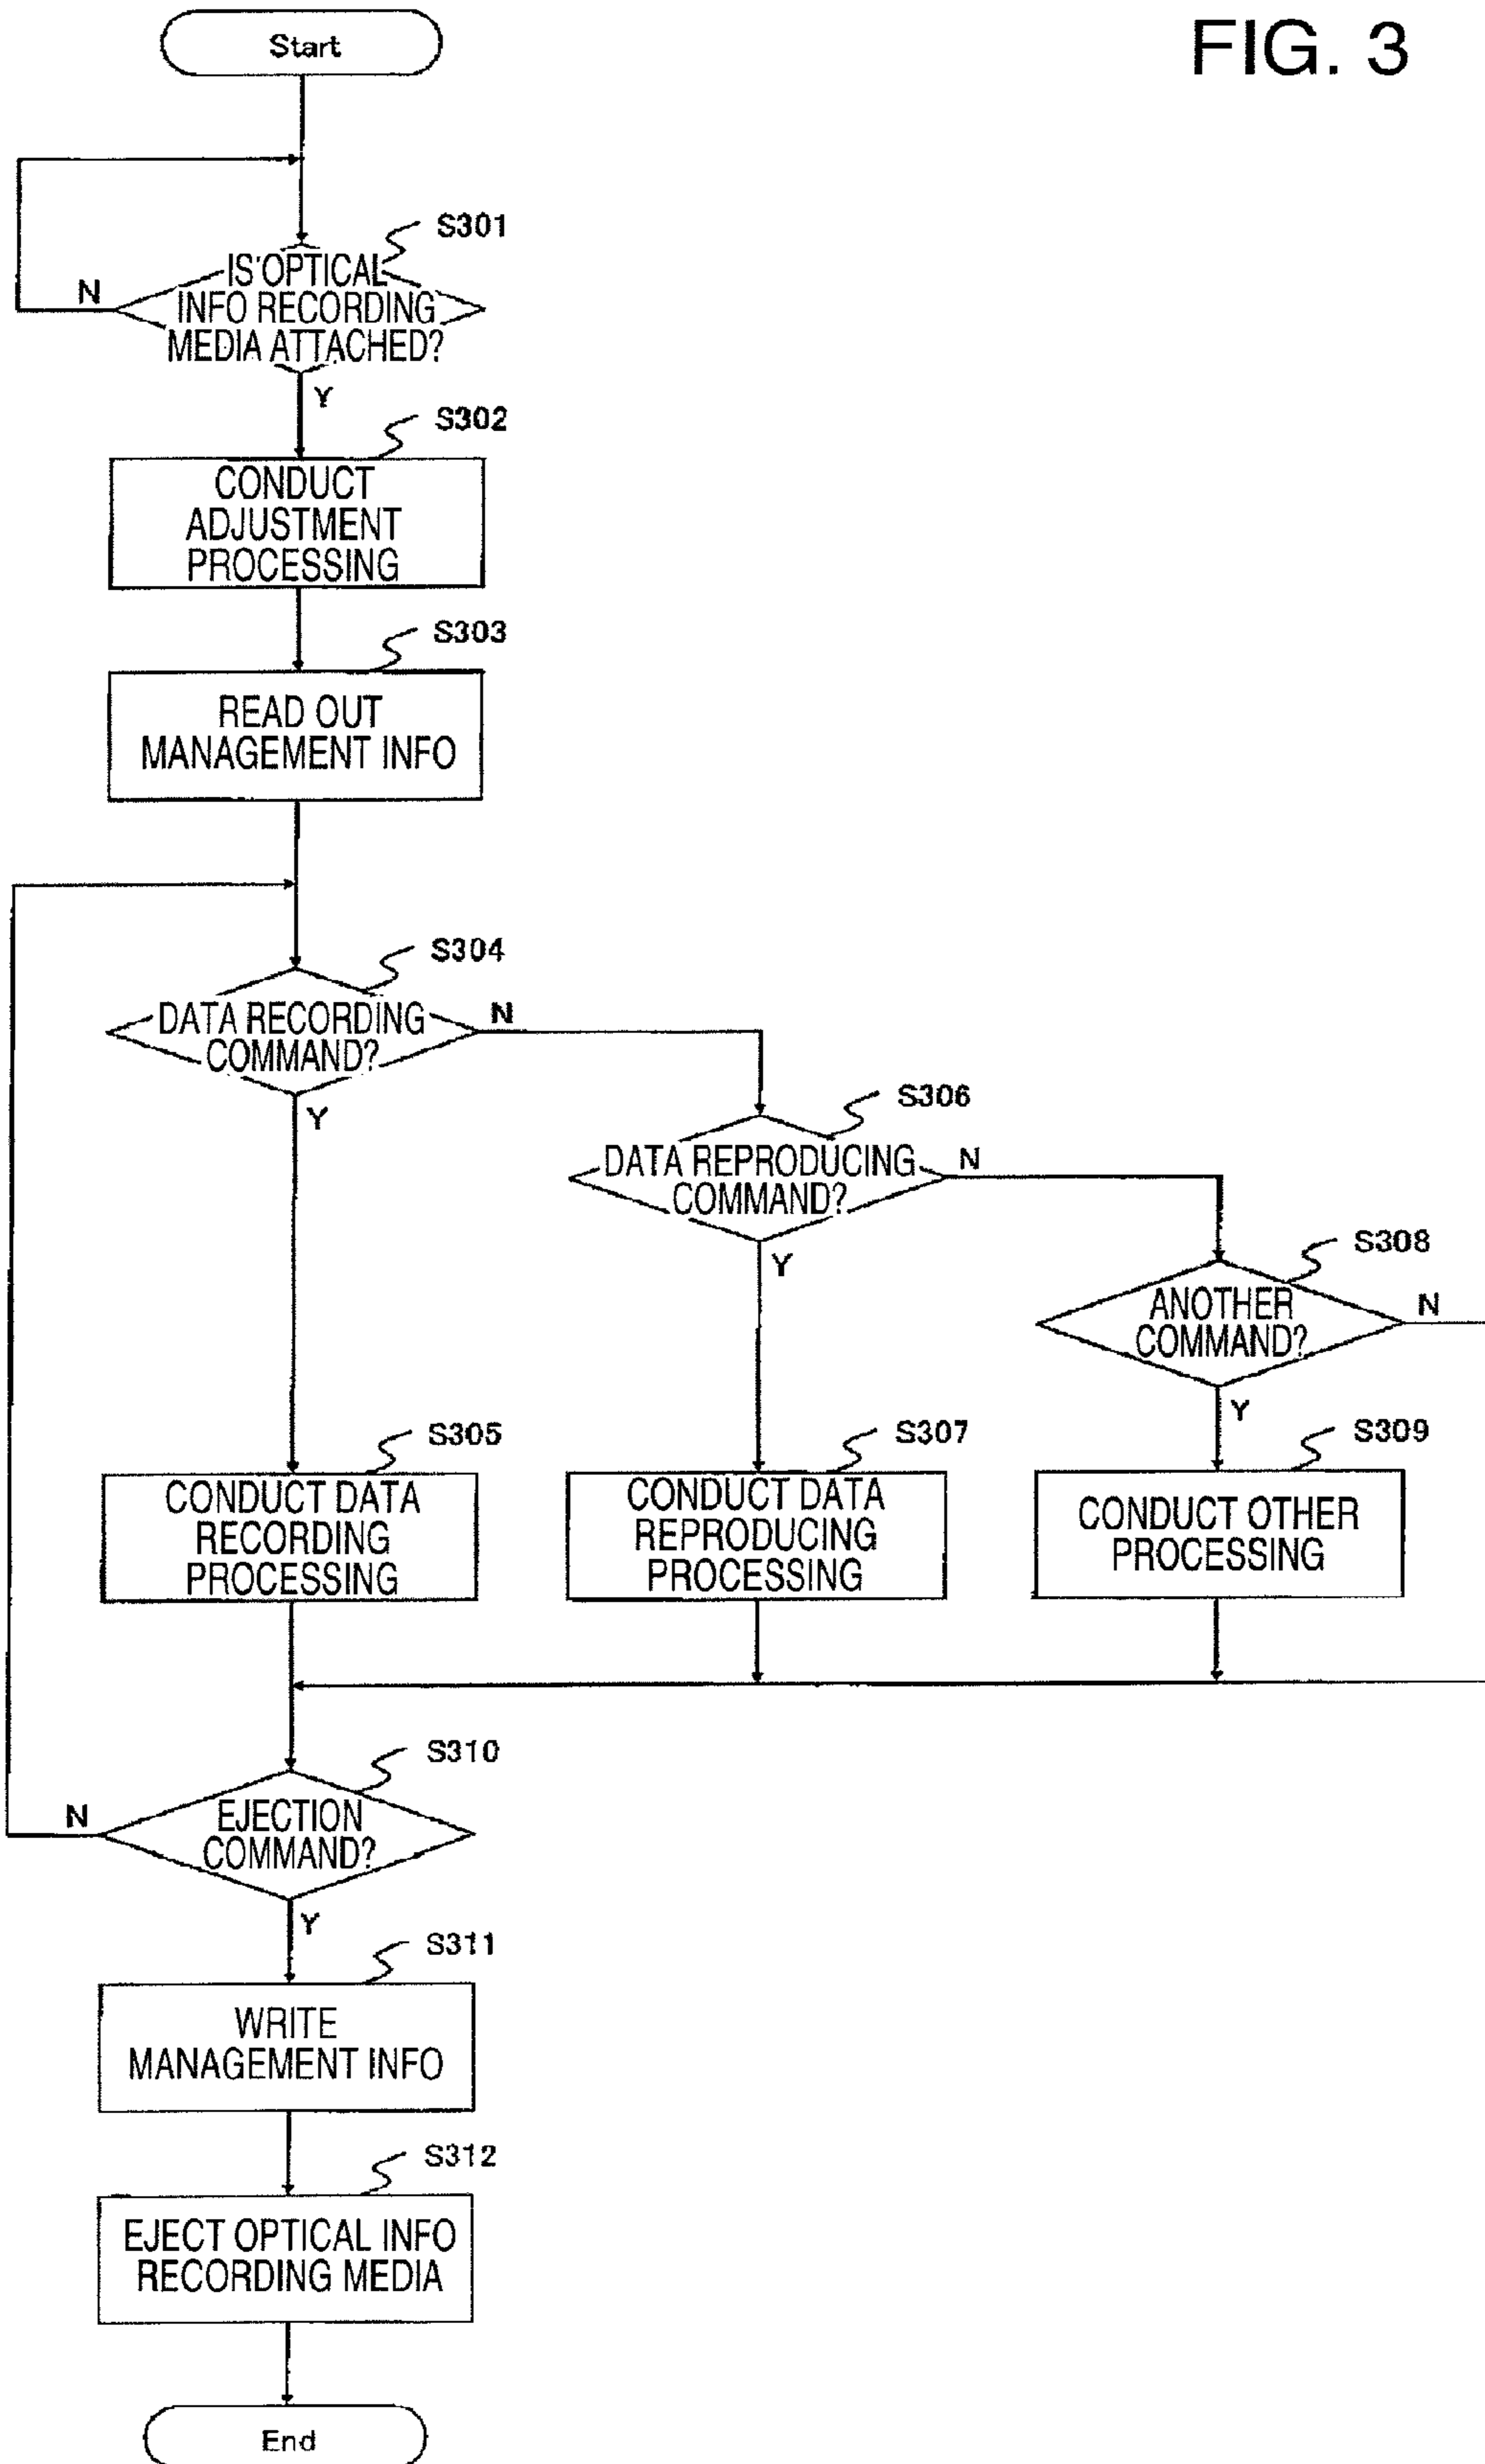 FIG. 3
Start
S301
IS OPTICAL
INFO RECORDING
MEDIA ATTACHED?
N
Y
S302
CONDUCT
ADJUSTMENT
PROCESSING
S303
READ OUT
MANAGEMENT INFO
S304
DATA RECORDING
COMMAND?
N
Y
S306
DATA REPRODUCING
COMMAND?
N
Y
S308
ANOTHER
COMMAND?
N
Y
S305
CONDUCT DATA
RECORDING
PROCESSING
S307
CONDUCT DATA
REPRODUCING
PROCESSING
S309
CONDUCT OTHER
PROCESSING
S310
EJECTION
COMMAND?
N
Y
S311
WRITE
MANAGEMENT INFO
S312
EJECT OPTICAL INFO
RECORDING MEDIA
End